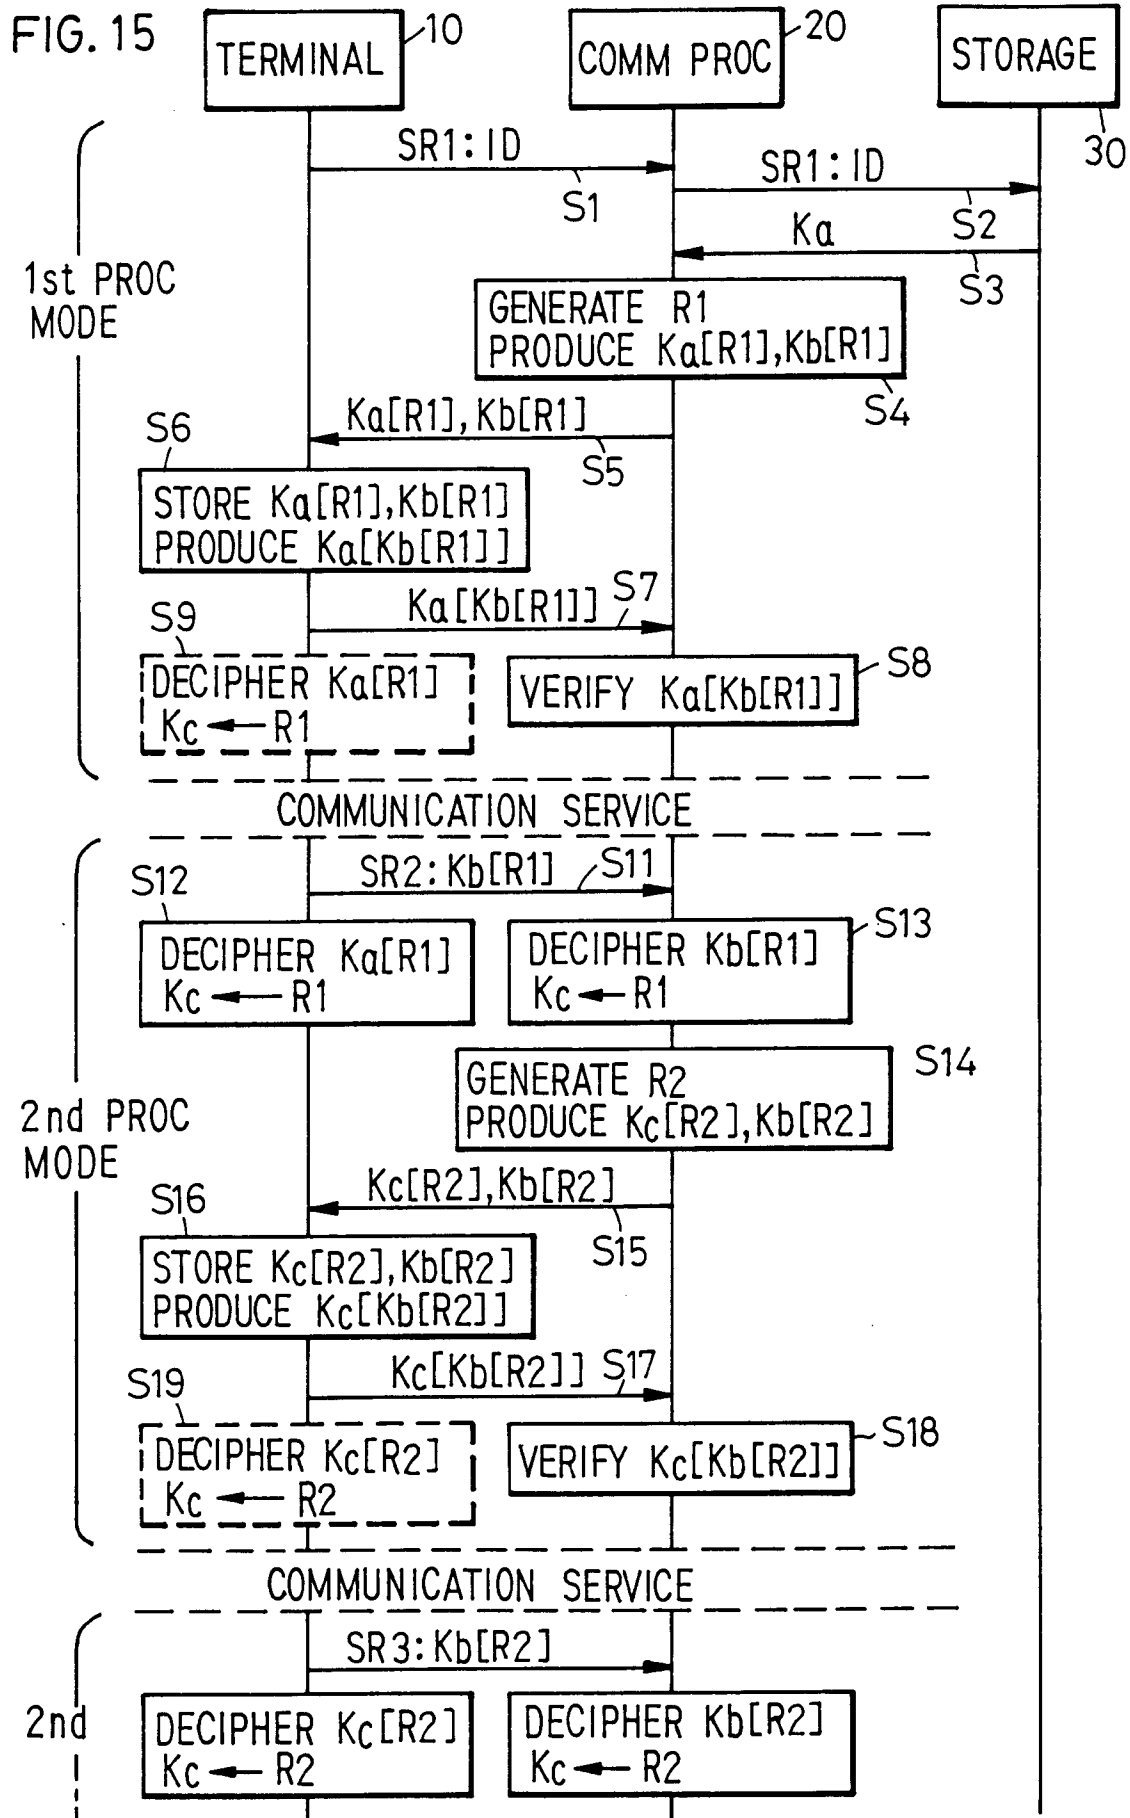 FIG. 15
TERMINAL
10
COMM PROC
20
STORAGE
30
SR1: ID
S1
SR1: ID
S2
Ka
S3
1st PROC
MODE
GENERATE R1
PRODUCE Ka[R1],Kb[R1]
S4
Ka[R1],Kb[R1]
S5
S6
STORE Ka[R1],Kb[R1]
PRODUCE Ka[Kb[R1]]
Ka[Kb[R1]]
S7
S9
DECIPHER Ka[R1]
Kc ← R1
VERIFY Ka[Kb[R1]]
S8
COMMUNICATION SERVICE
SR2: Kb[R1]
S11
S12
DECIPHER Ka[R1]
Kc ← R1
DECIPHER Kb[R1]
Kc ← R1
S13
GENERATE R2
PRODUCE Kc[R2],Kb[R2]
S14
2nd PROC
MODE
Kc[R2],Kb[R2]
S15
S16
STORE Kc[R2],Kb[R2]
PRODUCE Kc[Kb[R2]]
Kc[Kb[R2]]
S17
S19
DECIPHER Kc[R2]
Kc ← R2
VERIFY Kc[Kb[R2]]
S18
COMMUNICATION SERVICE
SR3: Kb[R2]
2nd
DECIPHER Kc[R2]
Kc ← R2
DECIPHER Kb[R2]
Kc ← R2